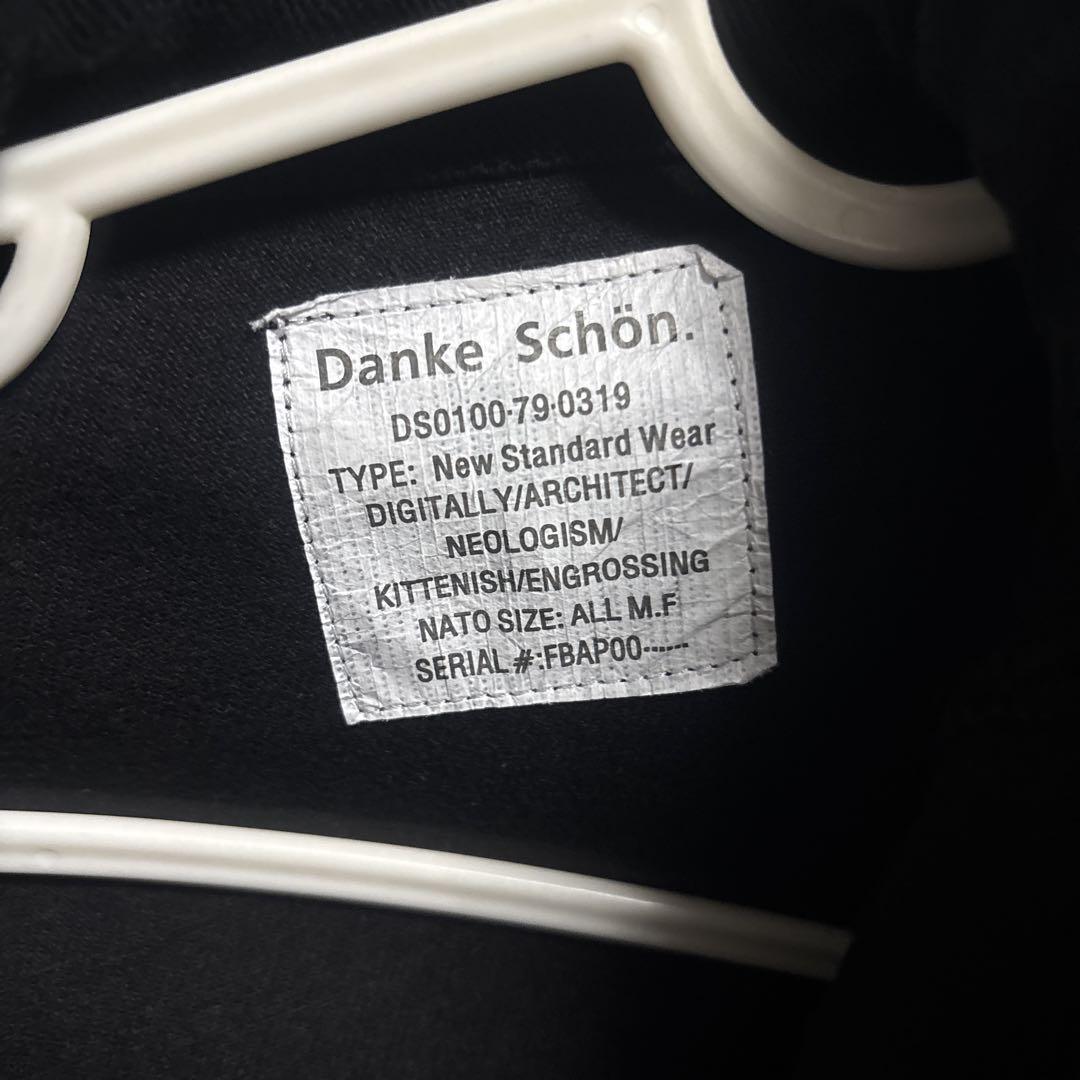 Danke Schön.
DS0100-79-0319
TYPE: New Standard Wear
DIGITALLY/ARCHITECT/
NEOLOGISM/
KITTENISH/ENGROSSING
NATO SIZE: ALL M.F
SERIAL #:FBAP00------